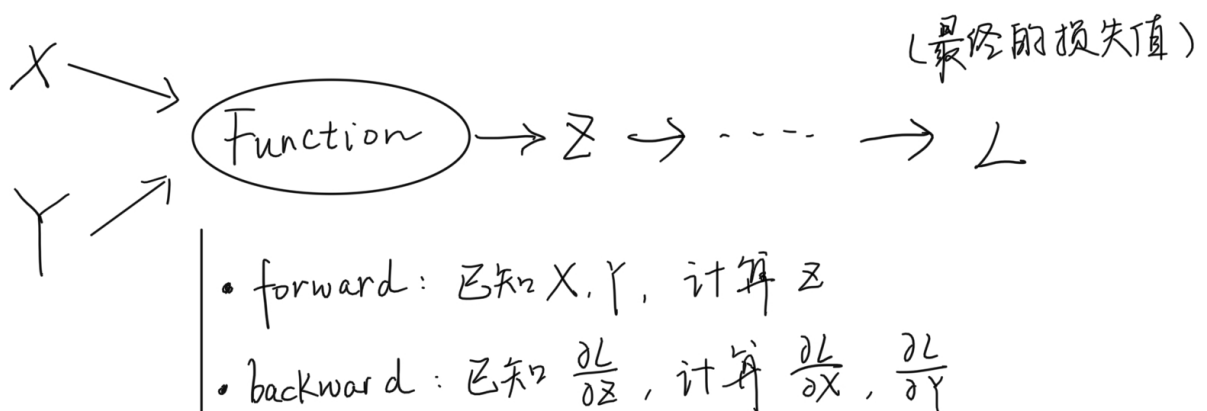 (最终的损失值)
X
Function → Z → ---- → L
Y
• forward: 已知 X, Y, 计算 Z
• backward: 已知 ∂L/∂Z, 计算 ∂L/∂X, ∂L/∂Y